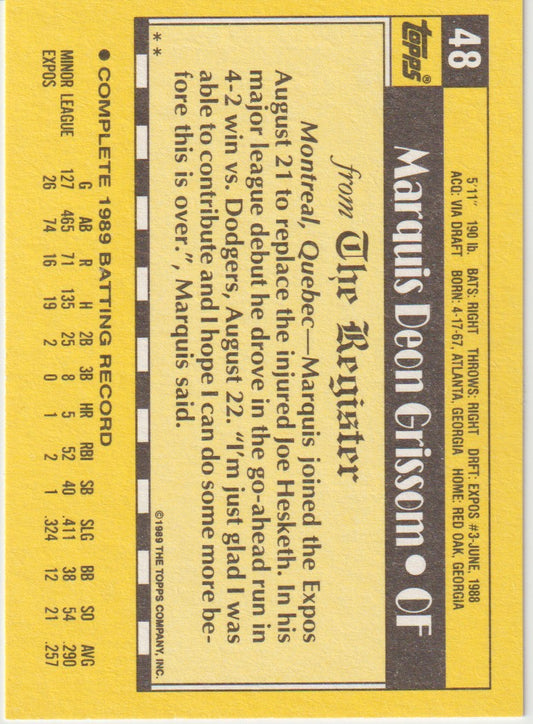 48
topps®
5'11" 190 lb. BATS: RIGHT THROWS: RIGHT DRFT: EXPOS #3-JUNE, 1988
ACQ: VIA DRAFT BORN: 4-17-67, ATLANTA, GEORGIA HOME: RED OAK, GEORGIA
Marquis Deon Grissom • OF
from The Register
Montreal, Quebec—Marquis joined the Expos
August 21 to replace the injured Joe Hesketh. In his
major league debut he drove in the go-ahead run in
4-2 win vs. Dodgers, August 22. "I'm just glad I was
able to contribute and I hope I can do some more be-
fore this is over.", Marquis said.
* *
©1989 THE TOPPS COMPANY, INC.
• COMPLETE 1989 BATTING RECORD
G AB R H 2B 3B HR RBI SB SLG BB SO AVG
MINOR LEAGUE 127 465 71 135 25 8 5 52 40 .411 38 54 .290
EXPOS 26 74 16 19 2 0 1 2 1 .324 12 21 .257